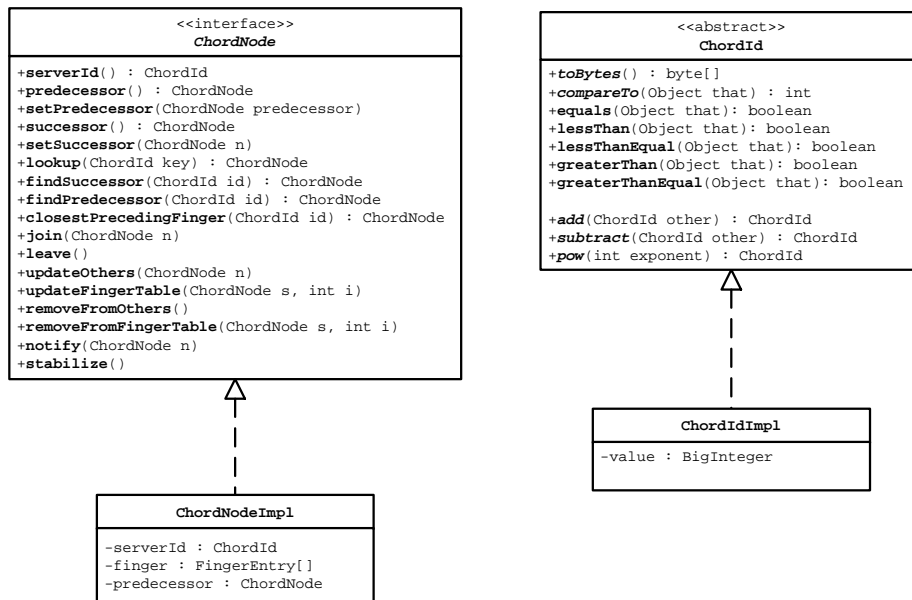 <<interface>>
ChordNode
+serverId() : ChordId
+predecessor() : ChordNode
+setPredecessor(ChordNode predecessor)
+successor() : ChordNode
+setSuccessor(ChordNode n)
+lookup(ChordId key) : ChordNode
+findSuccessor(ChordId id) : ChordNode
+findPredecessor(ChordId id) : ChordNode
+closestPrecedingFinger(ChordId id) : ChordNode
+join(ChordNode n)
+leave()
+updateOthers(ChordNode n)
+updateFingerTable(ChordNode s, int i)
+removeFromOthers()
+removeFromFingerTable(ChordNode s, int i)
+notify(ChordNode n)
+stabilize()
ChordNodeImpl
-serverId : ChordId
-finger : FingerEntry[]
-predecessor : ChordNode
<<abstract>>
ChordId
+toBytes() : byte[]
+compareTo(Object that) : int
+equals(Object that): boolean
+lessThan(Object that): boolean
+lessThanEqual(Object that): boolean
+greaterThan(Object that): boolean
+greaterThanEqual(Object that): boolean
+add(ChordId other) : ChordId
+subtract(ChordId other) : ChordId
+pow(int exponent) : ChordId
ChordIdImpl
-value : BigInteger